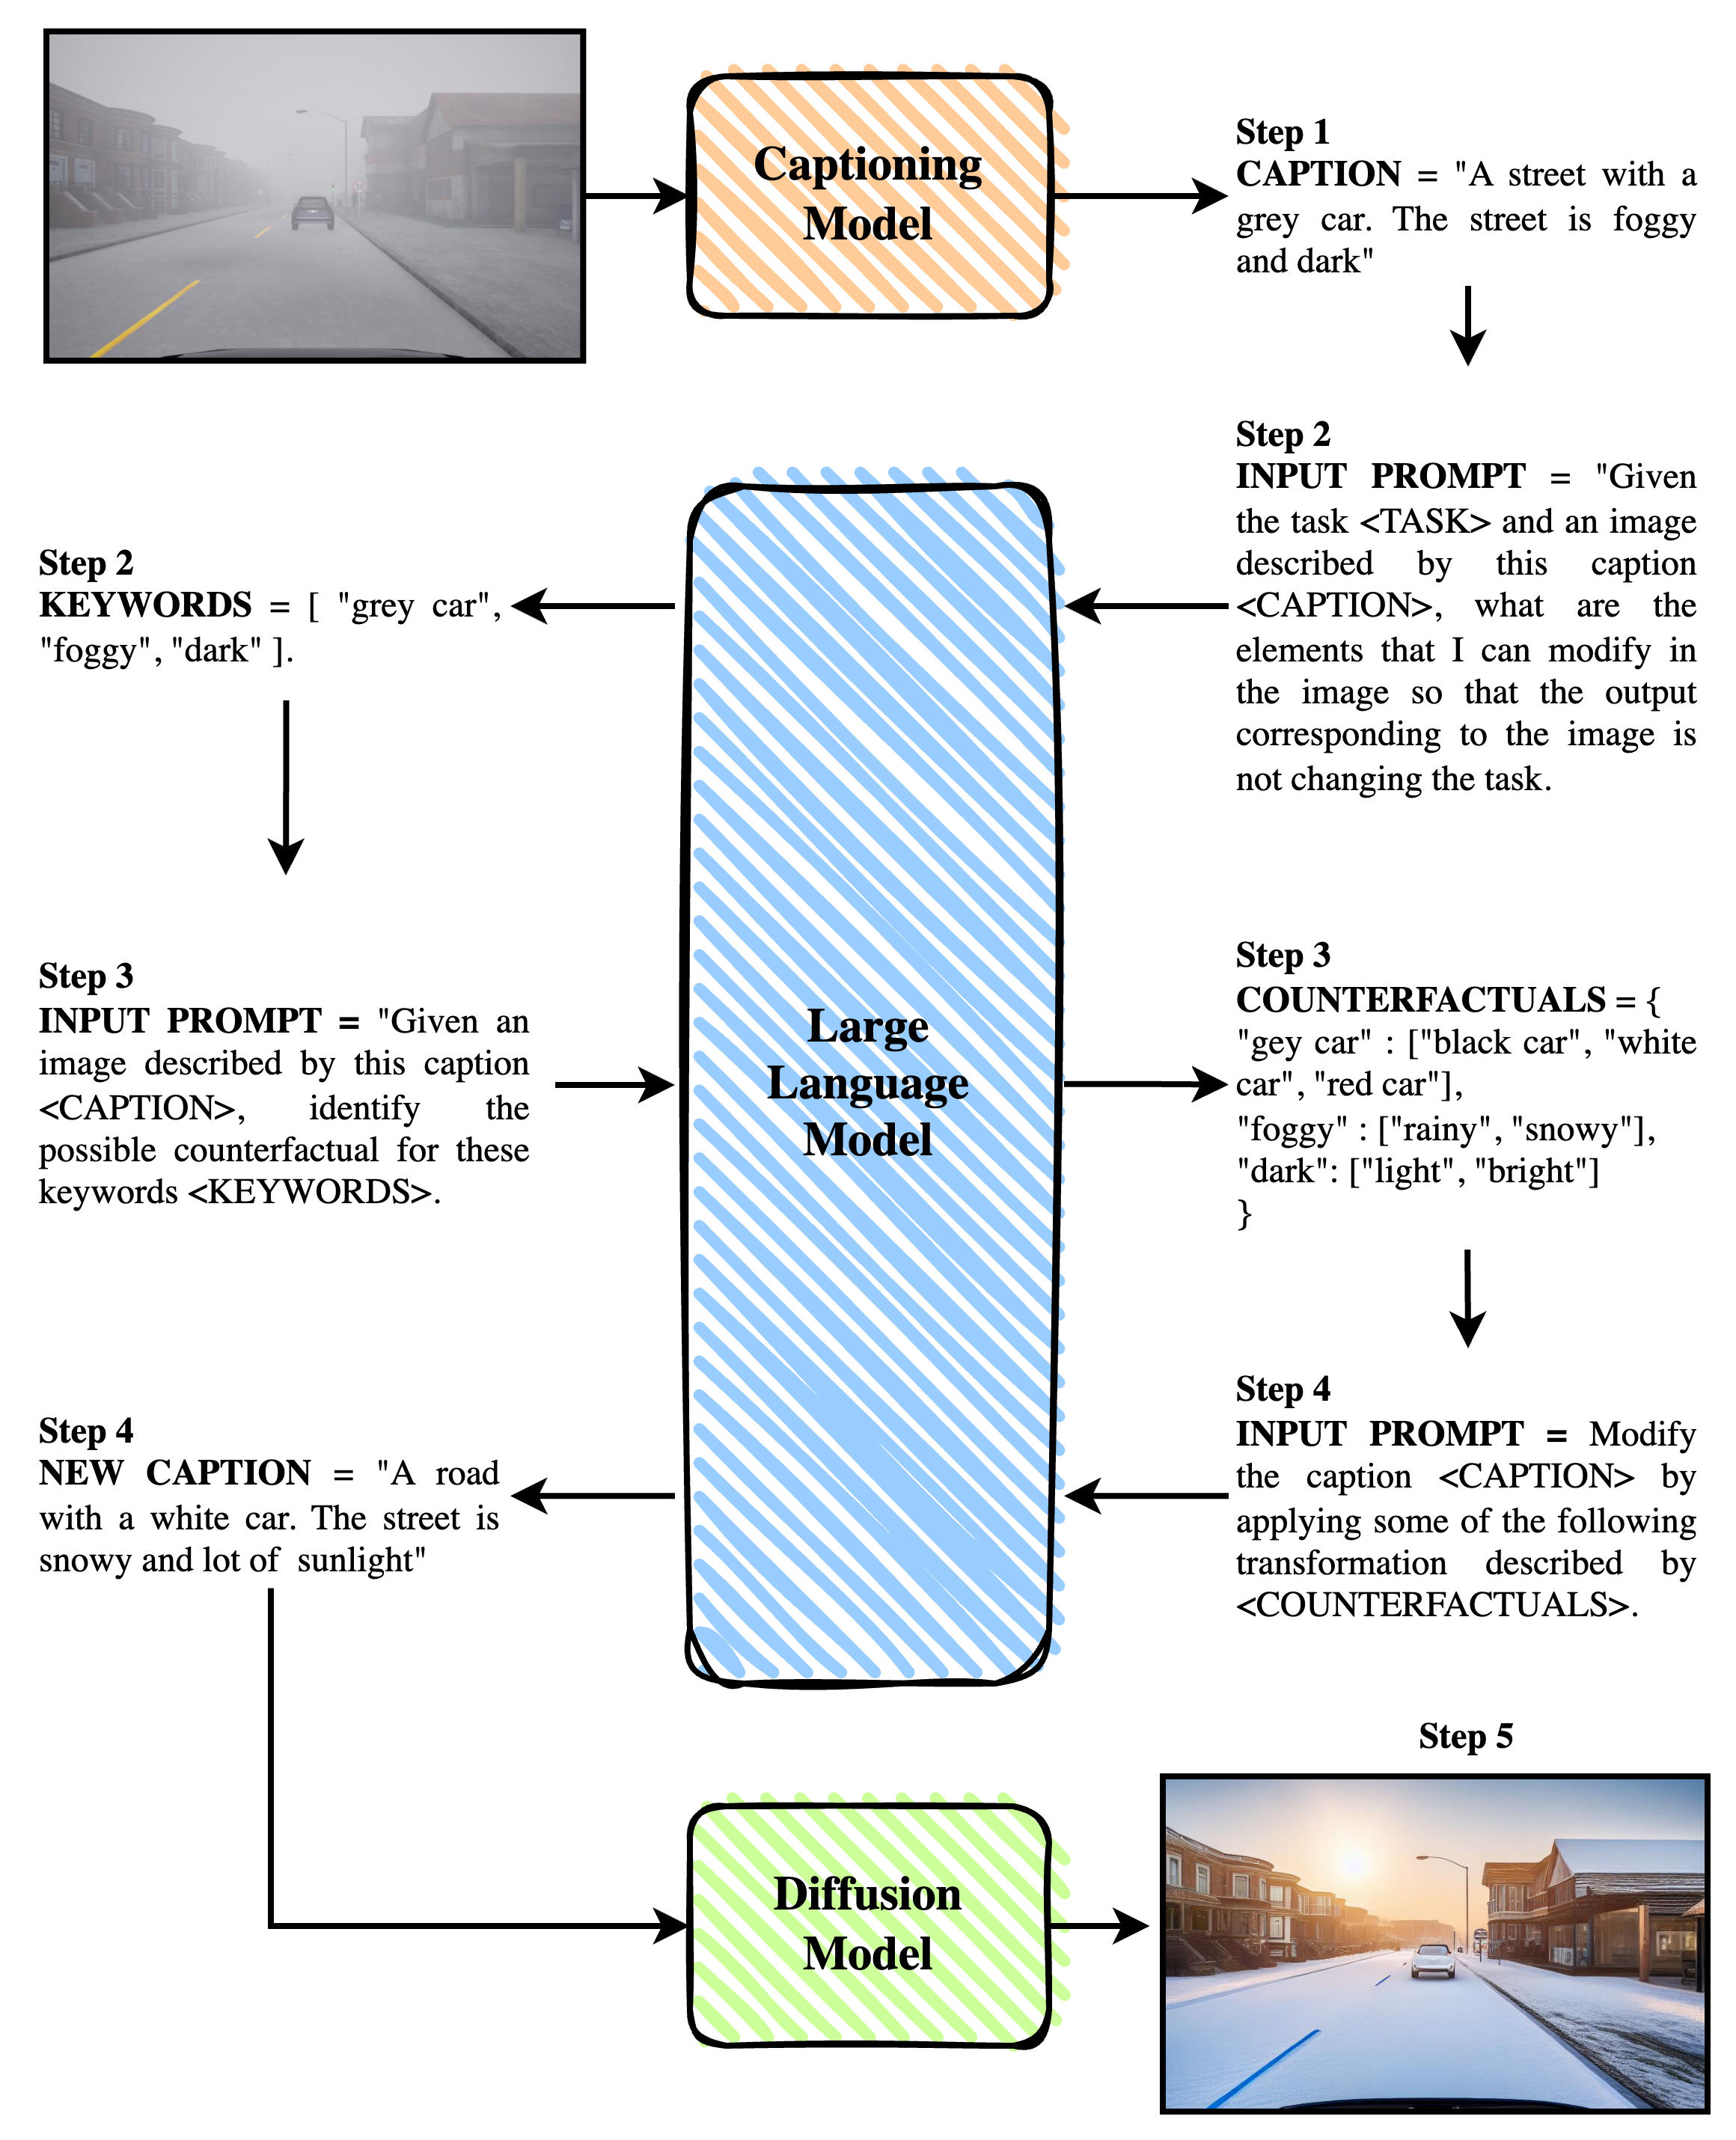 Captioning
Model
Step 1
CAPTION = "A street with a
grey car. The street is foggy
and dark"
Step 2
INPUT PROMPT = "Given
the task <TASK> and an image
described by this caption
<CAPTION>, what are the
elements that I can modify in
the image so that the output
corresponding to the image is
not changing the task.
Step 2
KEYWORDS = [ "grey car",
"foggy", "dark" ].
Step 3
INPUT PROMPT = "Given an
image described by this caption
<CAPTION>, identify the
possible counterfactual for these
keywords <KEYWORDS>.
Large
Language
Model
Step 3
COUNTERFACTUALS = {
"gey car" : ["black car", "white
car", "red car"],
"foggy" : ["rainy", "snowy"],
"dark": ["light", "bright"]
}
Step 4
INPUT PROMPT = Modify
the caption <CAPTION> by
applying some of the following
transformation described by
<COUNTERFACTUALS>.
Step 4
NEW CAPTION = "A road
with a white car. The street is
snowy and lot of sunlight"
Diffusion
Model
Step 5